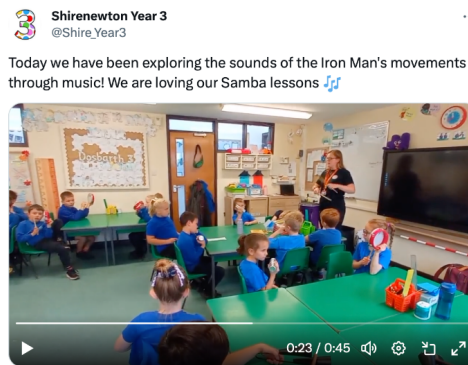 Shirenewton Year 3
@Shire_Year3
Today we have been exploring the sounds of the Iron Man's movements
through music! We are loving our Samba lessons 🎶
Dosbarth 3
0:23 / 0:45